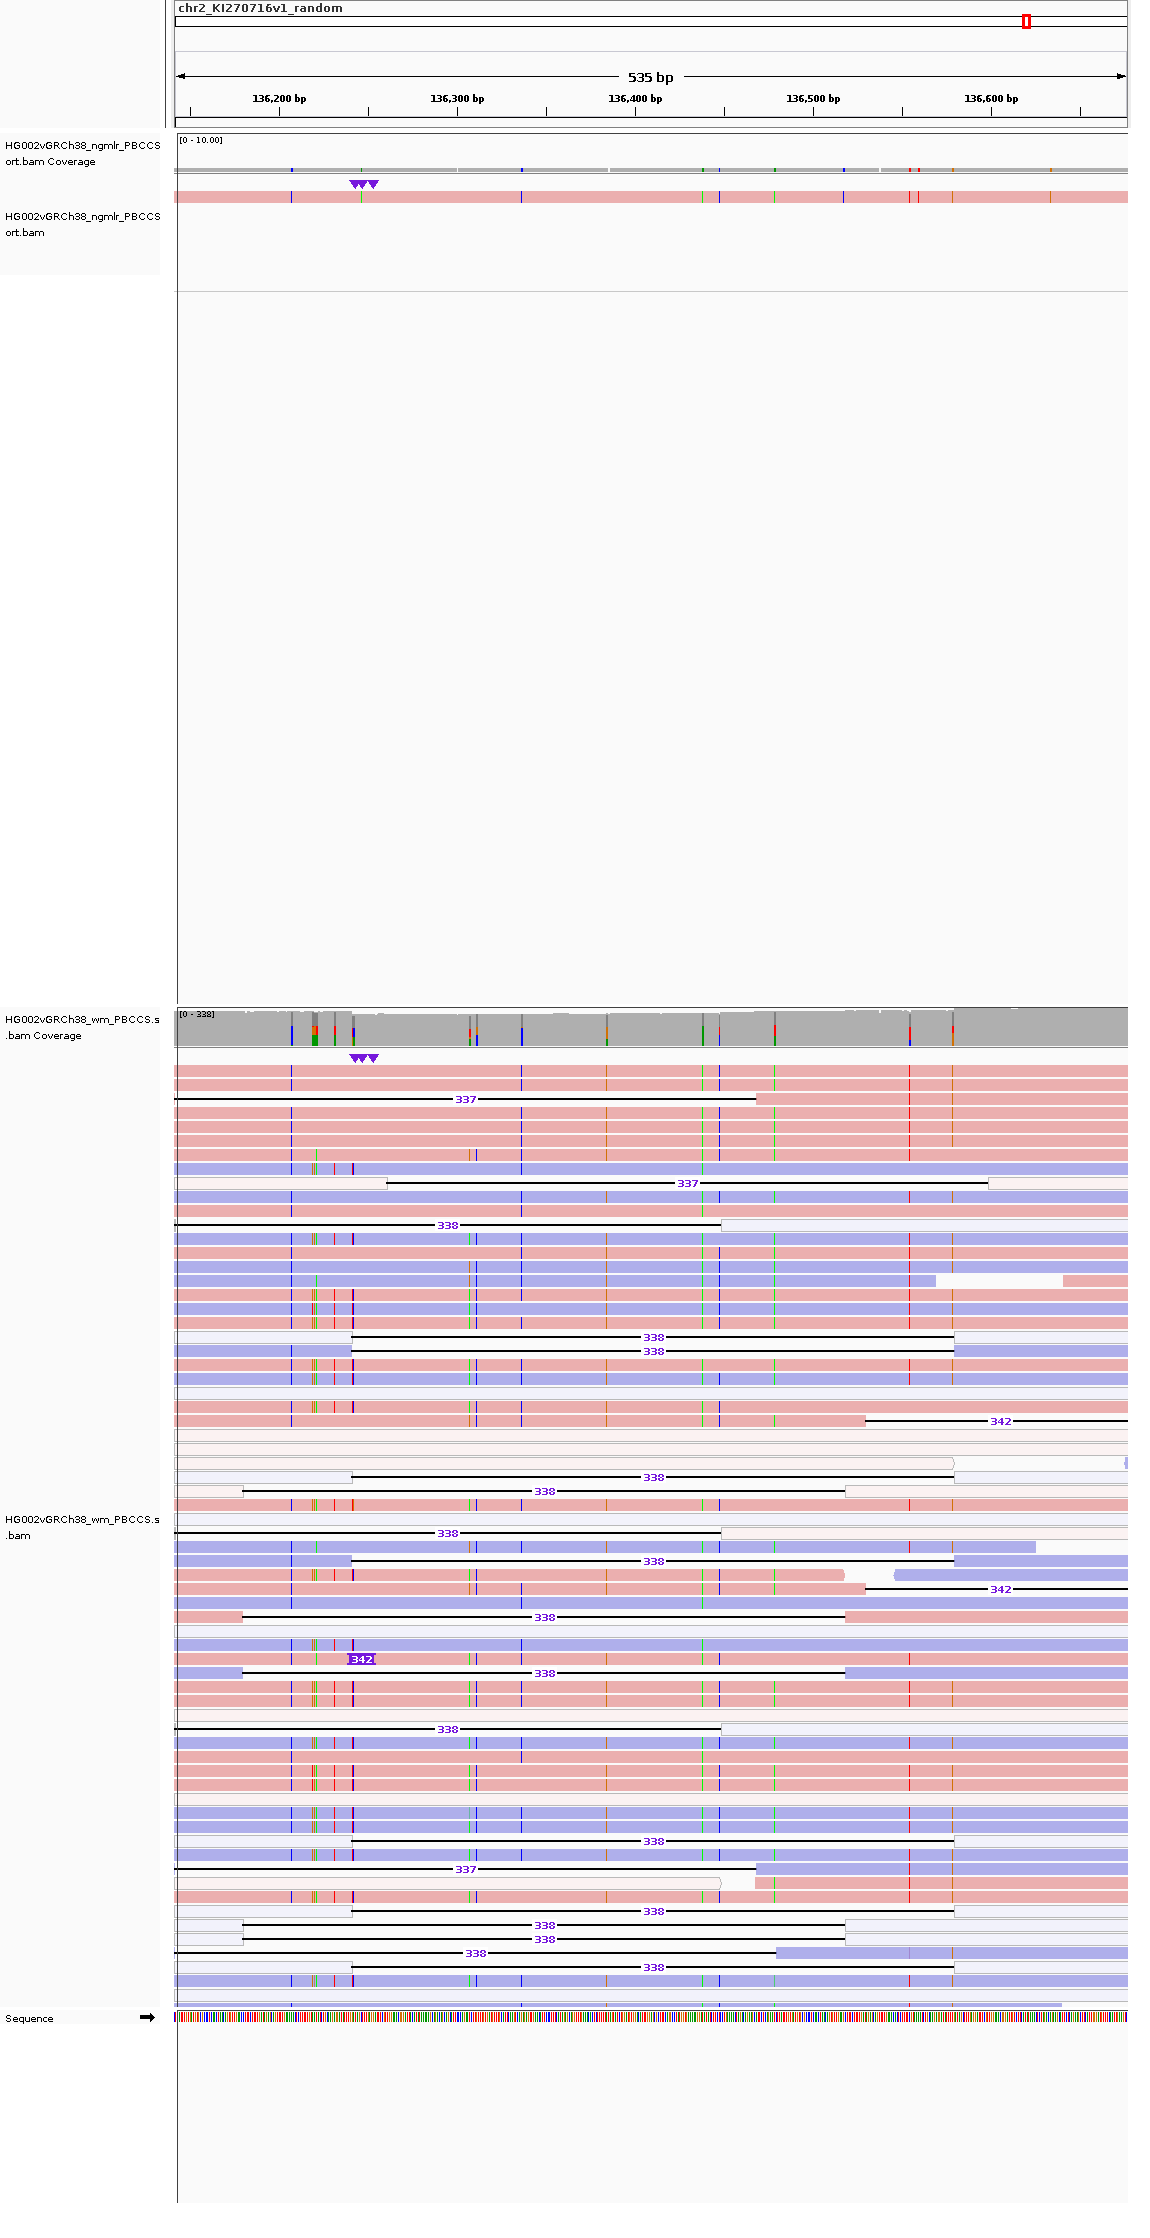 chr2_KI270716v1_random
535 bp
136,200 bp 136,300 bp 136,400 bp 136,500 bp 136,600 bp
HG002vGRCh38_ngmlr_PBCCS
ort.bam Coverage
[0 - 10.00]
HG002vGRCh38_ngmlr_PBCCS
ort.bam
HG002vGRCh38_wm_PBCCS.s
.bam Coverage
[0 - 338]
337
337
338
338
338
342
338
338
HG002vGRCh38_wm_PBCCS.s
.bam
338
338
342
338
342
338
338
338
337
338
338
338
338
338
Sequence